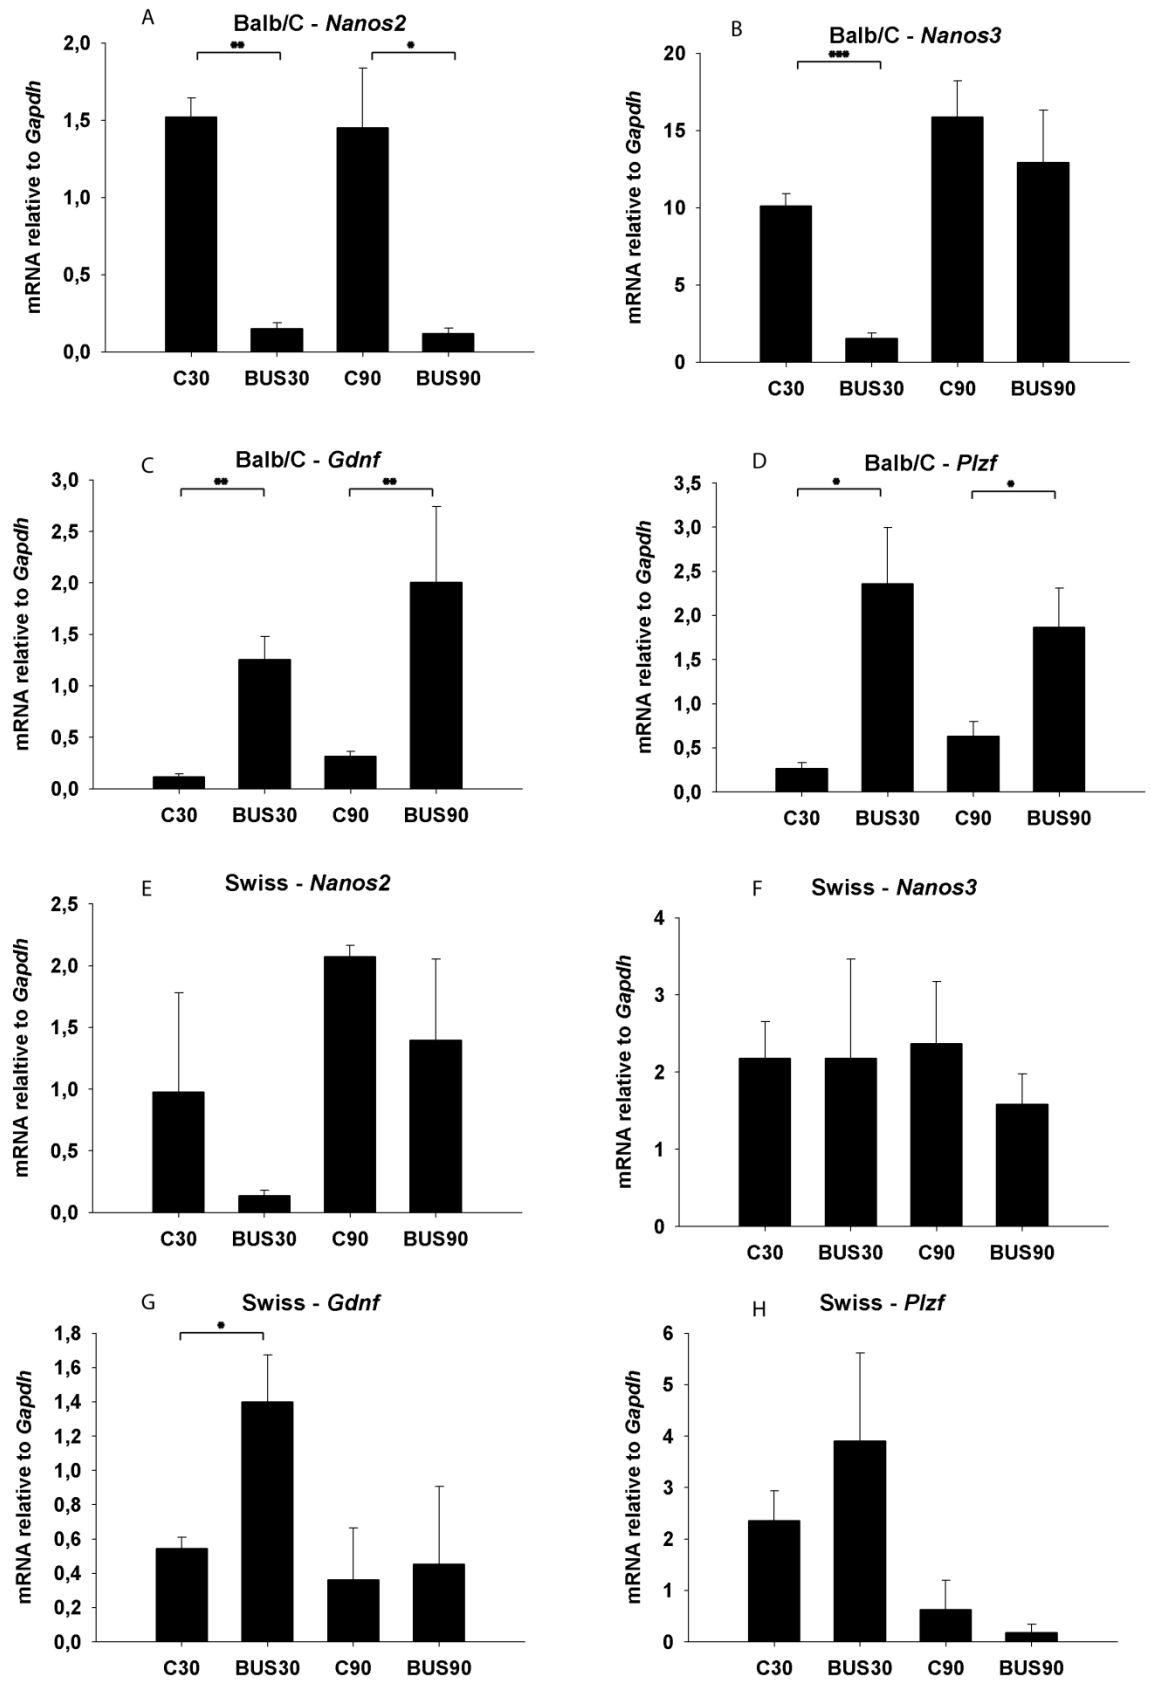 A
Balb/C - Nanos2
**
*
mRNA relative to Gapdh
2,0
1,5
1,0
0,5
0,0
C30 BUS30 C90 BUS90
B
Balb/C - Nanos3
***
mRNA relative to Gapdh
20
15
10
5
0
C30 BUS30 C90 BUS90
C
Balb/C - Gdnf
**
**
mRNA relative to Gapdh
3,0
2,5
2,0
1,5
1,0
0,5
0,0
C30 BUS30 C90 BUS90
D
Balb/C - Plzf
*
*
mRNA relative to Gapdh
3,5
3,0
2,5
2,0
1,5
1,0
0,5
0,0
C30 BUS30 C90 BUS90
E
Swiss - Nanos2
mRNA relaltive to Gapdh
2,5
2,0
1,5
1,0
0,5
0,0
C30 BUS30 C90 BUS90
F
Swiss - Nanos3
mRNA relative to Gapdh
4
3
2
1
0
C30 BUS30 C90 BUS90
G
Swiss - Gdnf
*
mRNA relative to Gapdh
1,8
1,6
1,4
1,2
1,0
0,8
0,6
0,4
0,2
0,0
C30 BUS30 C90 BUS90
H
Swiss - Plzf
mRNA relative to Gapdh
6
5
4
3
2
1
0
C30 BUS30 C90 BUS90